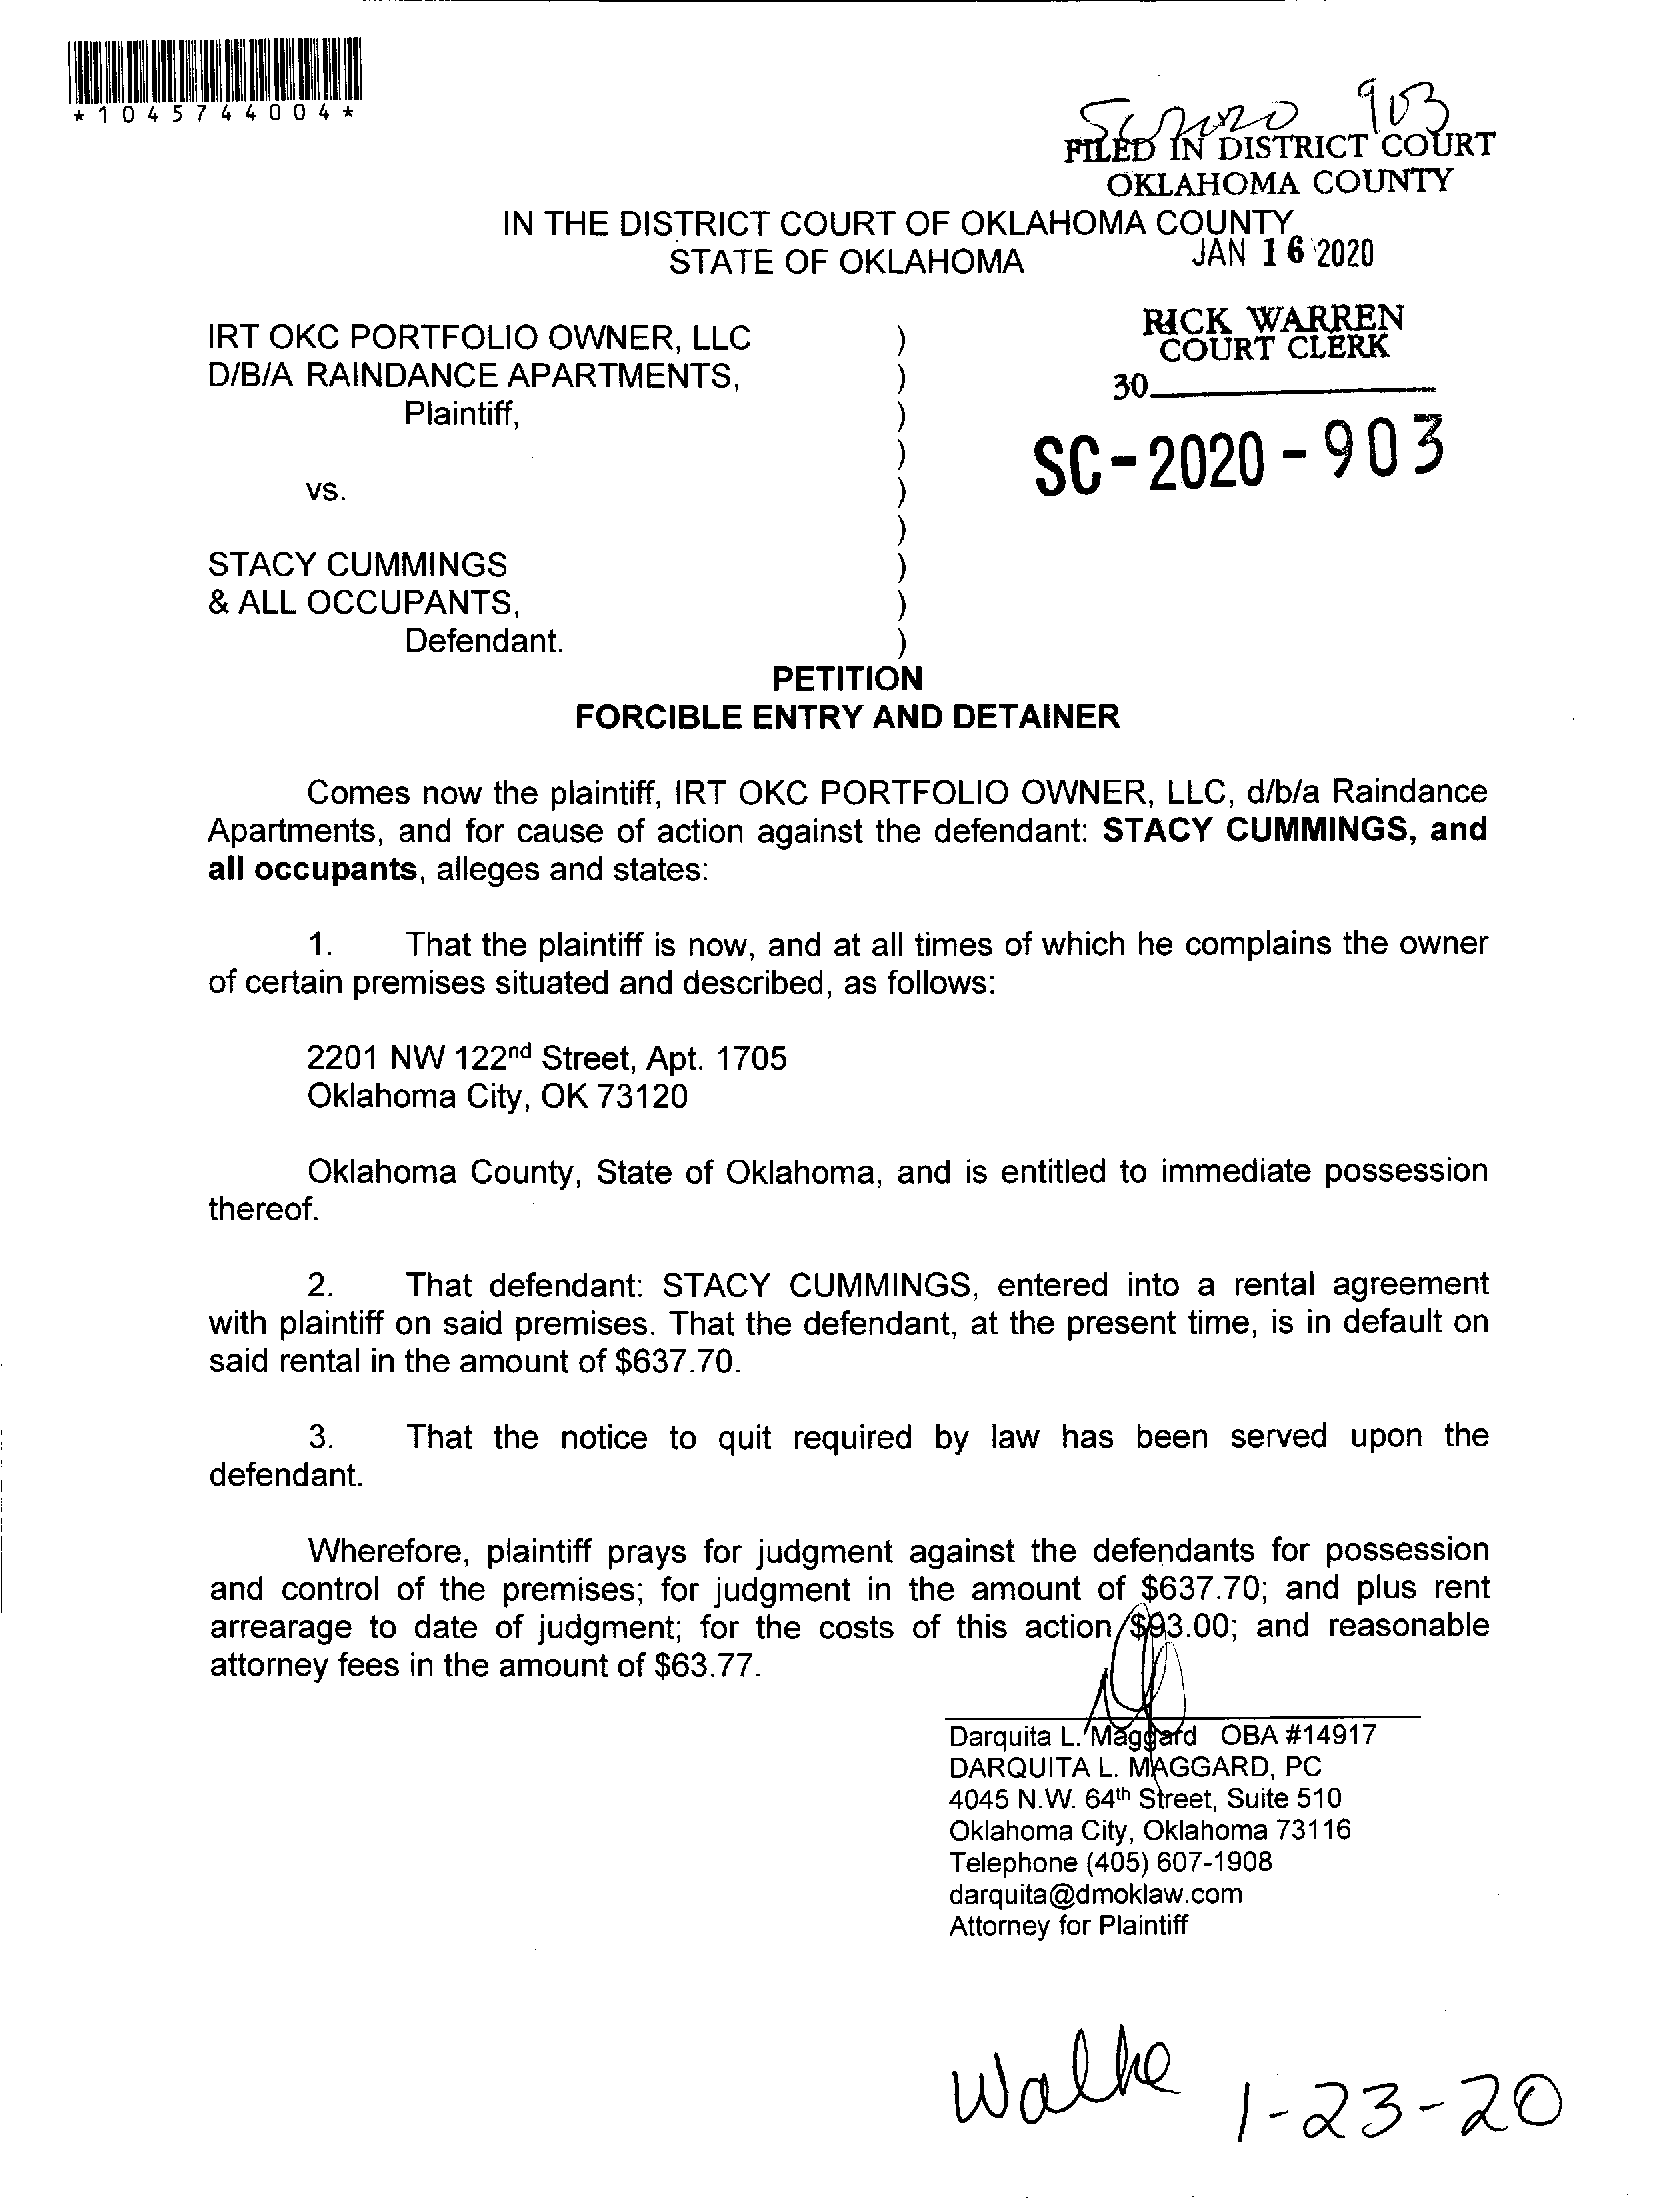 *1045744004*
SC 2020 903
FILED IN DISTRICT COURT
OKLAHOMA COUNTY
IN THE DISTRICT COURT OF OKLAHOMA COUNTY
STATE OF OKLAHOMA
JAN 16 2020
RICK WARREN
COURT CLERK
30
SC-2020-903
IRT OKC PORTFOLIO OWNER, LLC )
D/B/A RAINDANCE APARTMENTS, )
Plaintiff, )
)
vs. )
)
STACY CUMMINGS )
& ALL OCCUPANTS, )
Defendant. )
PETITION
FORCIBLE ENTRY AND DETAINER
Comes now the plaintiff, IRT OKC PORTFOLIO OWNER, LLC, d/b/a Raindance
Apartments, and for cause of action against the defendant: STACY CUMMINGS, and
all occupants, alleges and states:
1. That the plaintiff is now, and at all times of which he complains the owner
of certain premises situated and described, as follows:
2201 NW 122nd Street, Apt. 1705
Oklahoma City, OK 73120
Oklahoma County, State of Oklahoma, and is entitled to immediate possession
thereof.
2. That defendant: STACY CUMMINGS, entered into a rental agreement
with plaintiff on said premises. That the defendant, at the present time, is in default on
said rental in the amount of $637.70.
3. That the notice to quit required by law has been served upon the
defendant.
Wherefore, plaintiff prays for judgment against the defendants for possession
and control of the premises; for judgment in the amount of $637.70; and plus rent
arrearage to date of judgment; for the costs of this action $93.00; and reasonable
attorney fees in the amount of $63.77.
Darquita L. Maggard OBA #14917
DARQUITA L. MAGGARD, PC
4045 N.W. 64th Street, Suite 510
Oklahoma City, Oklahoma 73116
Telephone (405) 607-1908
darquita@dmoklaw.com
Attorney for Plaintiff
1-23-20